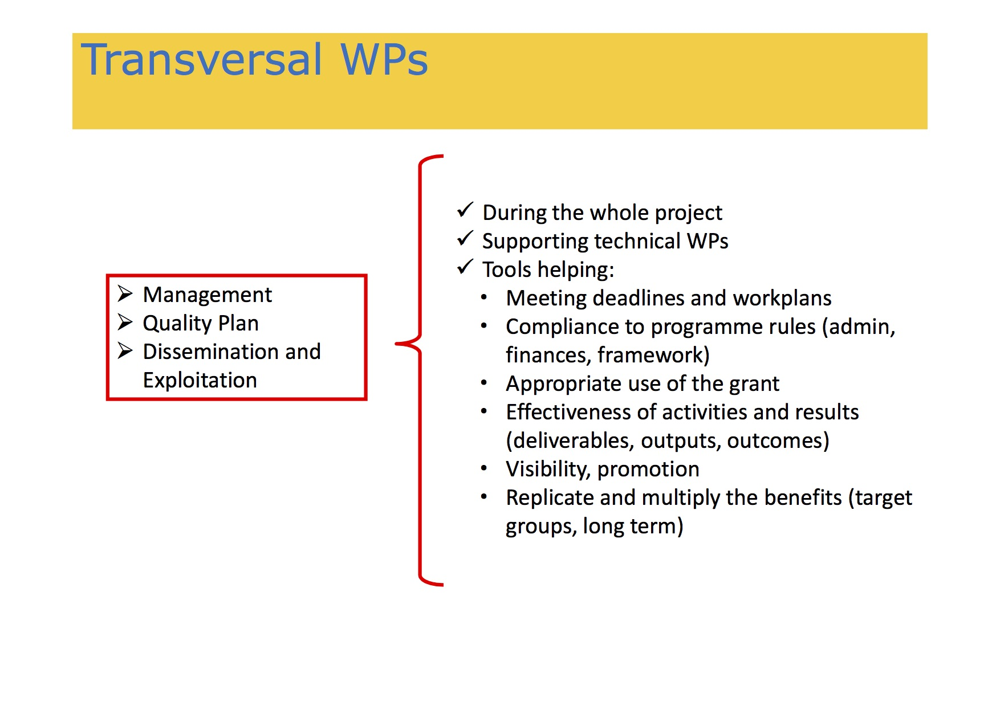 Transversal WPs
Management
Quality Plan
Dissemination and
Exploitation
During the whole project
Supporting technical WPs
Tools helping:
Meeting deadlines and workplans
Compliance to programme rules (admin,
finances, framework)
Appropriate use of the grant
Effectiveness of activities and results
(deliverables, outputs, outcomes)
Visibility, promotion
Replicate and multiply the benefits (target
groups, long term)